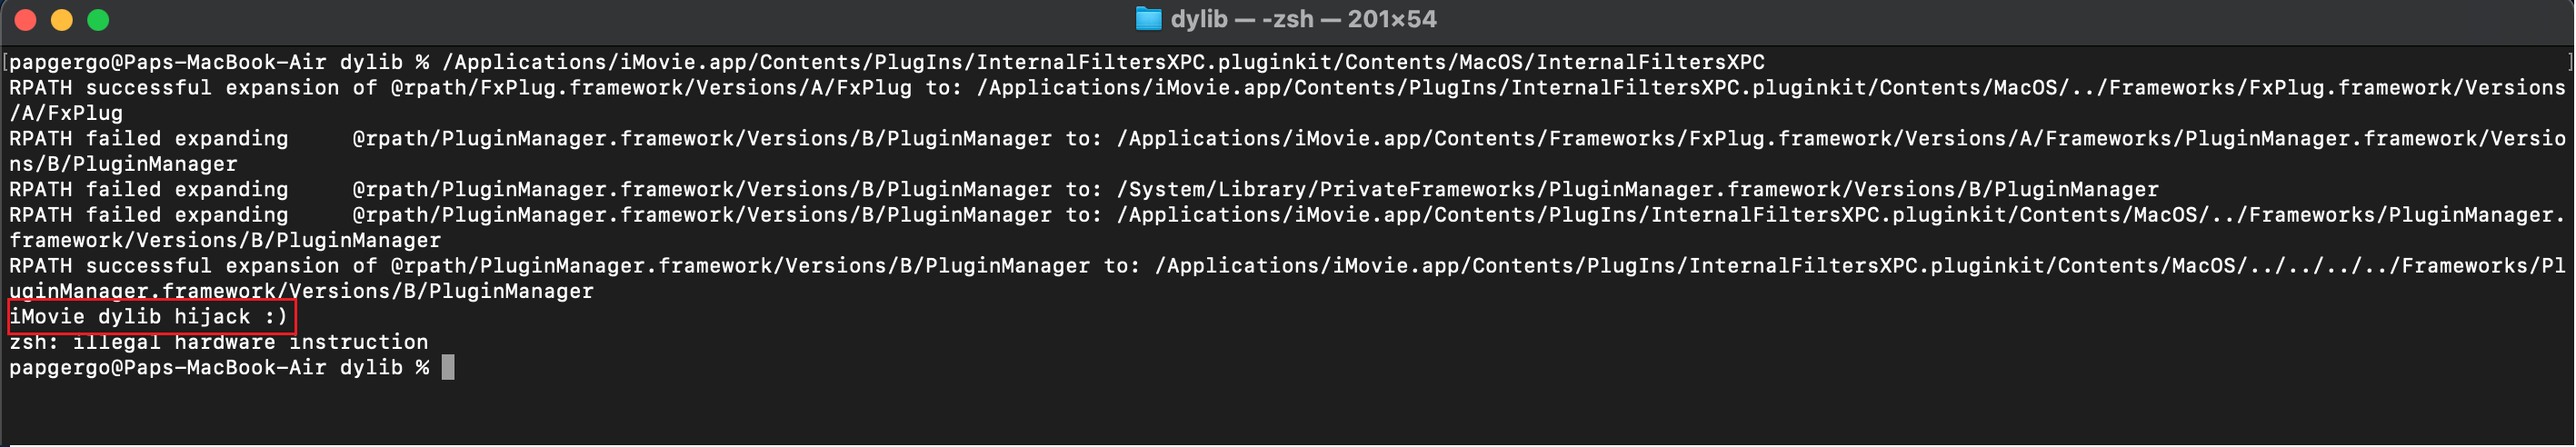 dylib — -zsh — 201×54
[papgergo@Paps-MacBook-Air dylib % /Applications/iMovie.app/Contents/PlugIns/InternalFiltersXPC.pluginkit/Contents/MacOS/InternalFiltersXPC ]
RPATH successful expansion of @rpath/FxPlug.framework/Versions/A/FxPlug to: /Applications/iMovie.app/Contents/PlugIns/InternalFiltersXPC.pluginkit/Contents/MacOS/../Frameworks/FxPlug.framework/Versions
/A/FxPlug
RPATH failed expanding     @rpath/PluginManager.framework/Versions/B/PluginManager to: /Applications/iMovie.app/Contents/Frameworks/FxPlug.framework/Versions/A/Frameworks/PluginManager.framework/Versio
ns/B/PluginManager
RPATH failed expanding     @rpath/PluginManager.framework/Versions/B/PluginManager to: /System/Library/PrivateFrameworks/PluginManager.framework/Versions/B/PluginManager
RPATH failed expanding     @rpath/PluginManager.framework/Versions/B/PluginManager to: /Applications/iMovie.app/Contents/PlugIns/InternalFiltersXPC.pluginkit/Contents/MacOS/../Frameworks/PluginManager.
framework/Versions/B/PluginManager
RPATH successful expansion of @rpath/PluginManager.framework/Versions/B/PluginManager to: /Applications/iMovie.app/Contents/PlugIns/InternalFiltersXPC.pluginkit/Contents/MacOS/../../../../Frameworks/Pl
uginManager.framework/Versions/B/PluginManager
iMovie dylib hijack :)
zsh: illegal hardware instruction
papgergo@Paps-MacBook-Air dylib %